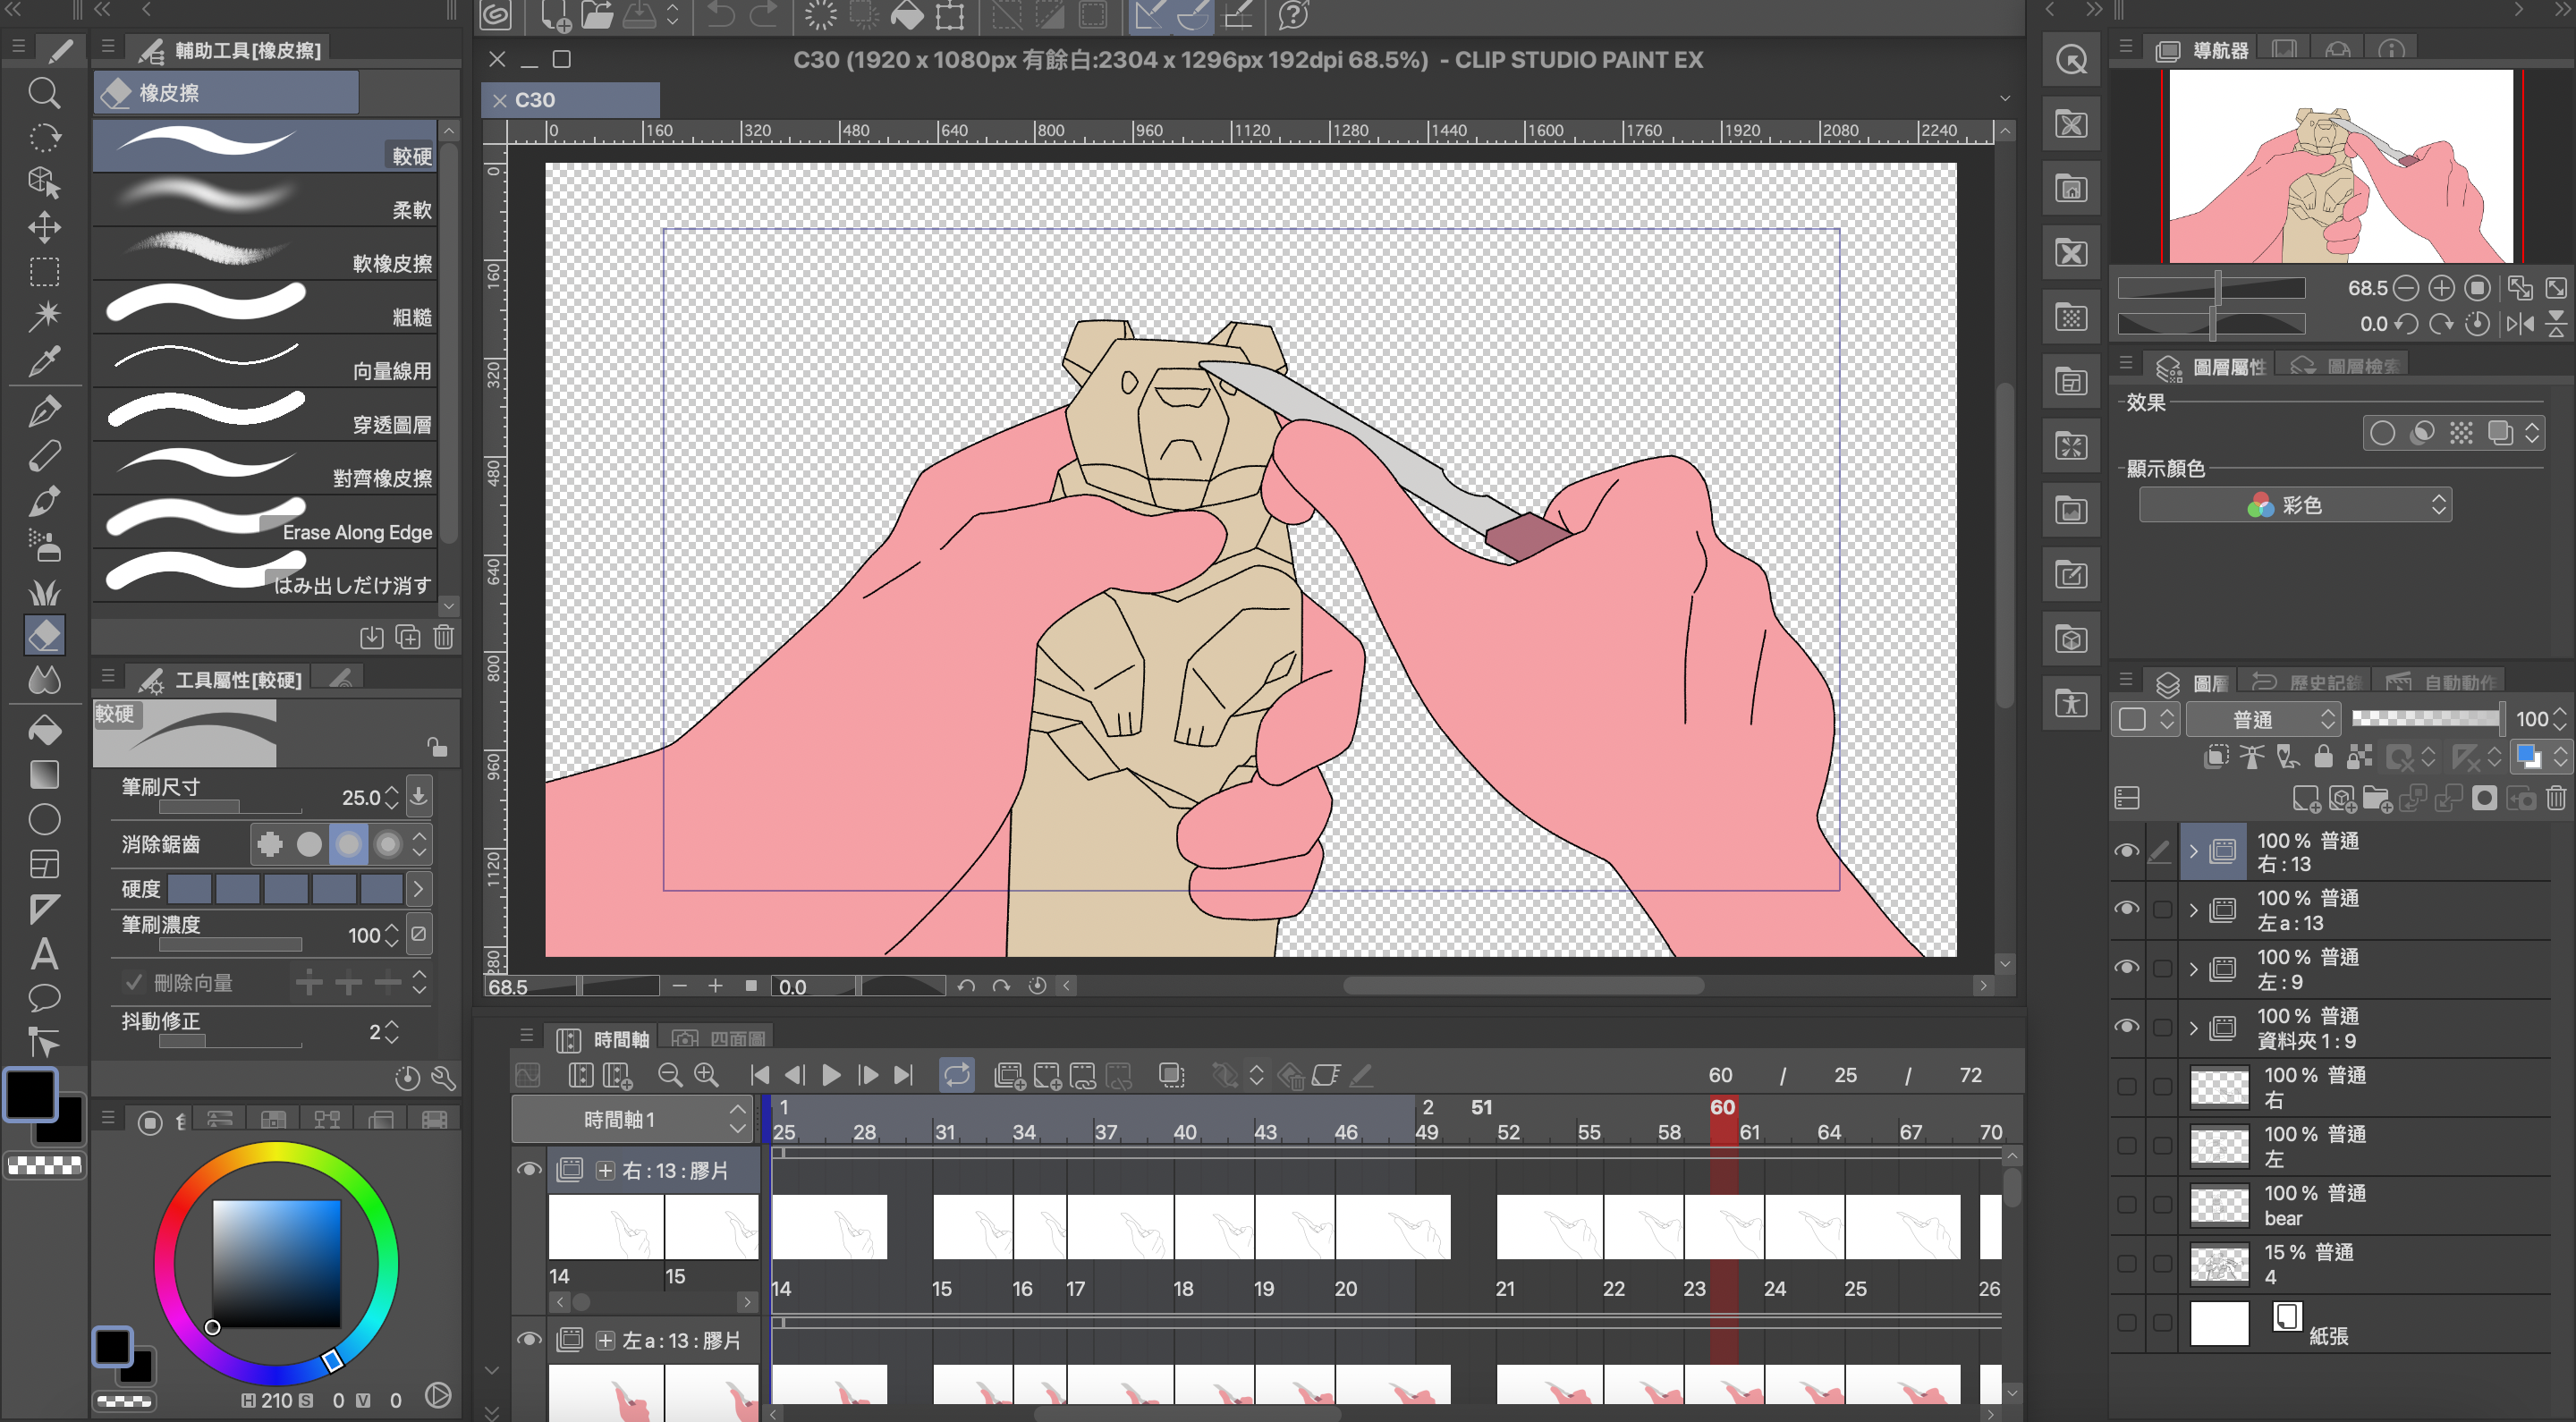 C30 (1920 x 1080px 有餘白:2304 x 1296px 192dpi 68.5%) - CLIP STUDIO PAINT EX
C30
輔助工具[橡皮擦]
橡皮擦
較硬
柔軟
軟橡皮擦
粗糙
向量線用
穿透圖層
對齊橡皮擦
Erase Along Edge
はみ出しだけ消す
工具屬性[較硬]
較硬
筆刷尺寸 25.0
消除鋸齒
硬度
筆刷濃度 100
刪除向量
抖動修正 2
H 210 S 0 V 0
0 160 320 480 640 800 960 1120 1280 1440 1600 1760 1920 2080 2240
0
160
320
480
640
800
960
1120
280
68.5 0.0
時間軸 四面圖
60 / 25 / 72
時間軸1
1 2 51 60
25 28 31 34 37 40 43 46 49 52 55 58 61 64 67 70
右 : 13 : 膠片
14 15
14 15 16 17 18 19 20 21 22 23 24 25 26
左a : 13 : 膠片
導航器
68.5
0.0
圖層屬性 圖層檢索
效果
顯示顏色
彩色
圖層 歷史記錄 自動動作
普通 100
100 % 普通
右 : 13
100 % 普通
左a : 13
100 % 普通
左 : 9
100 % 普通
資料夾 1 : 9
100 % 普通
右
100 % 普通
左
100 % 普通
bear
15 % 普通
4
紙張